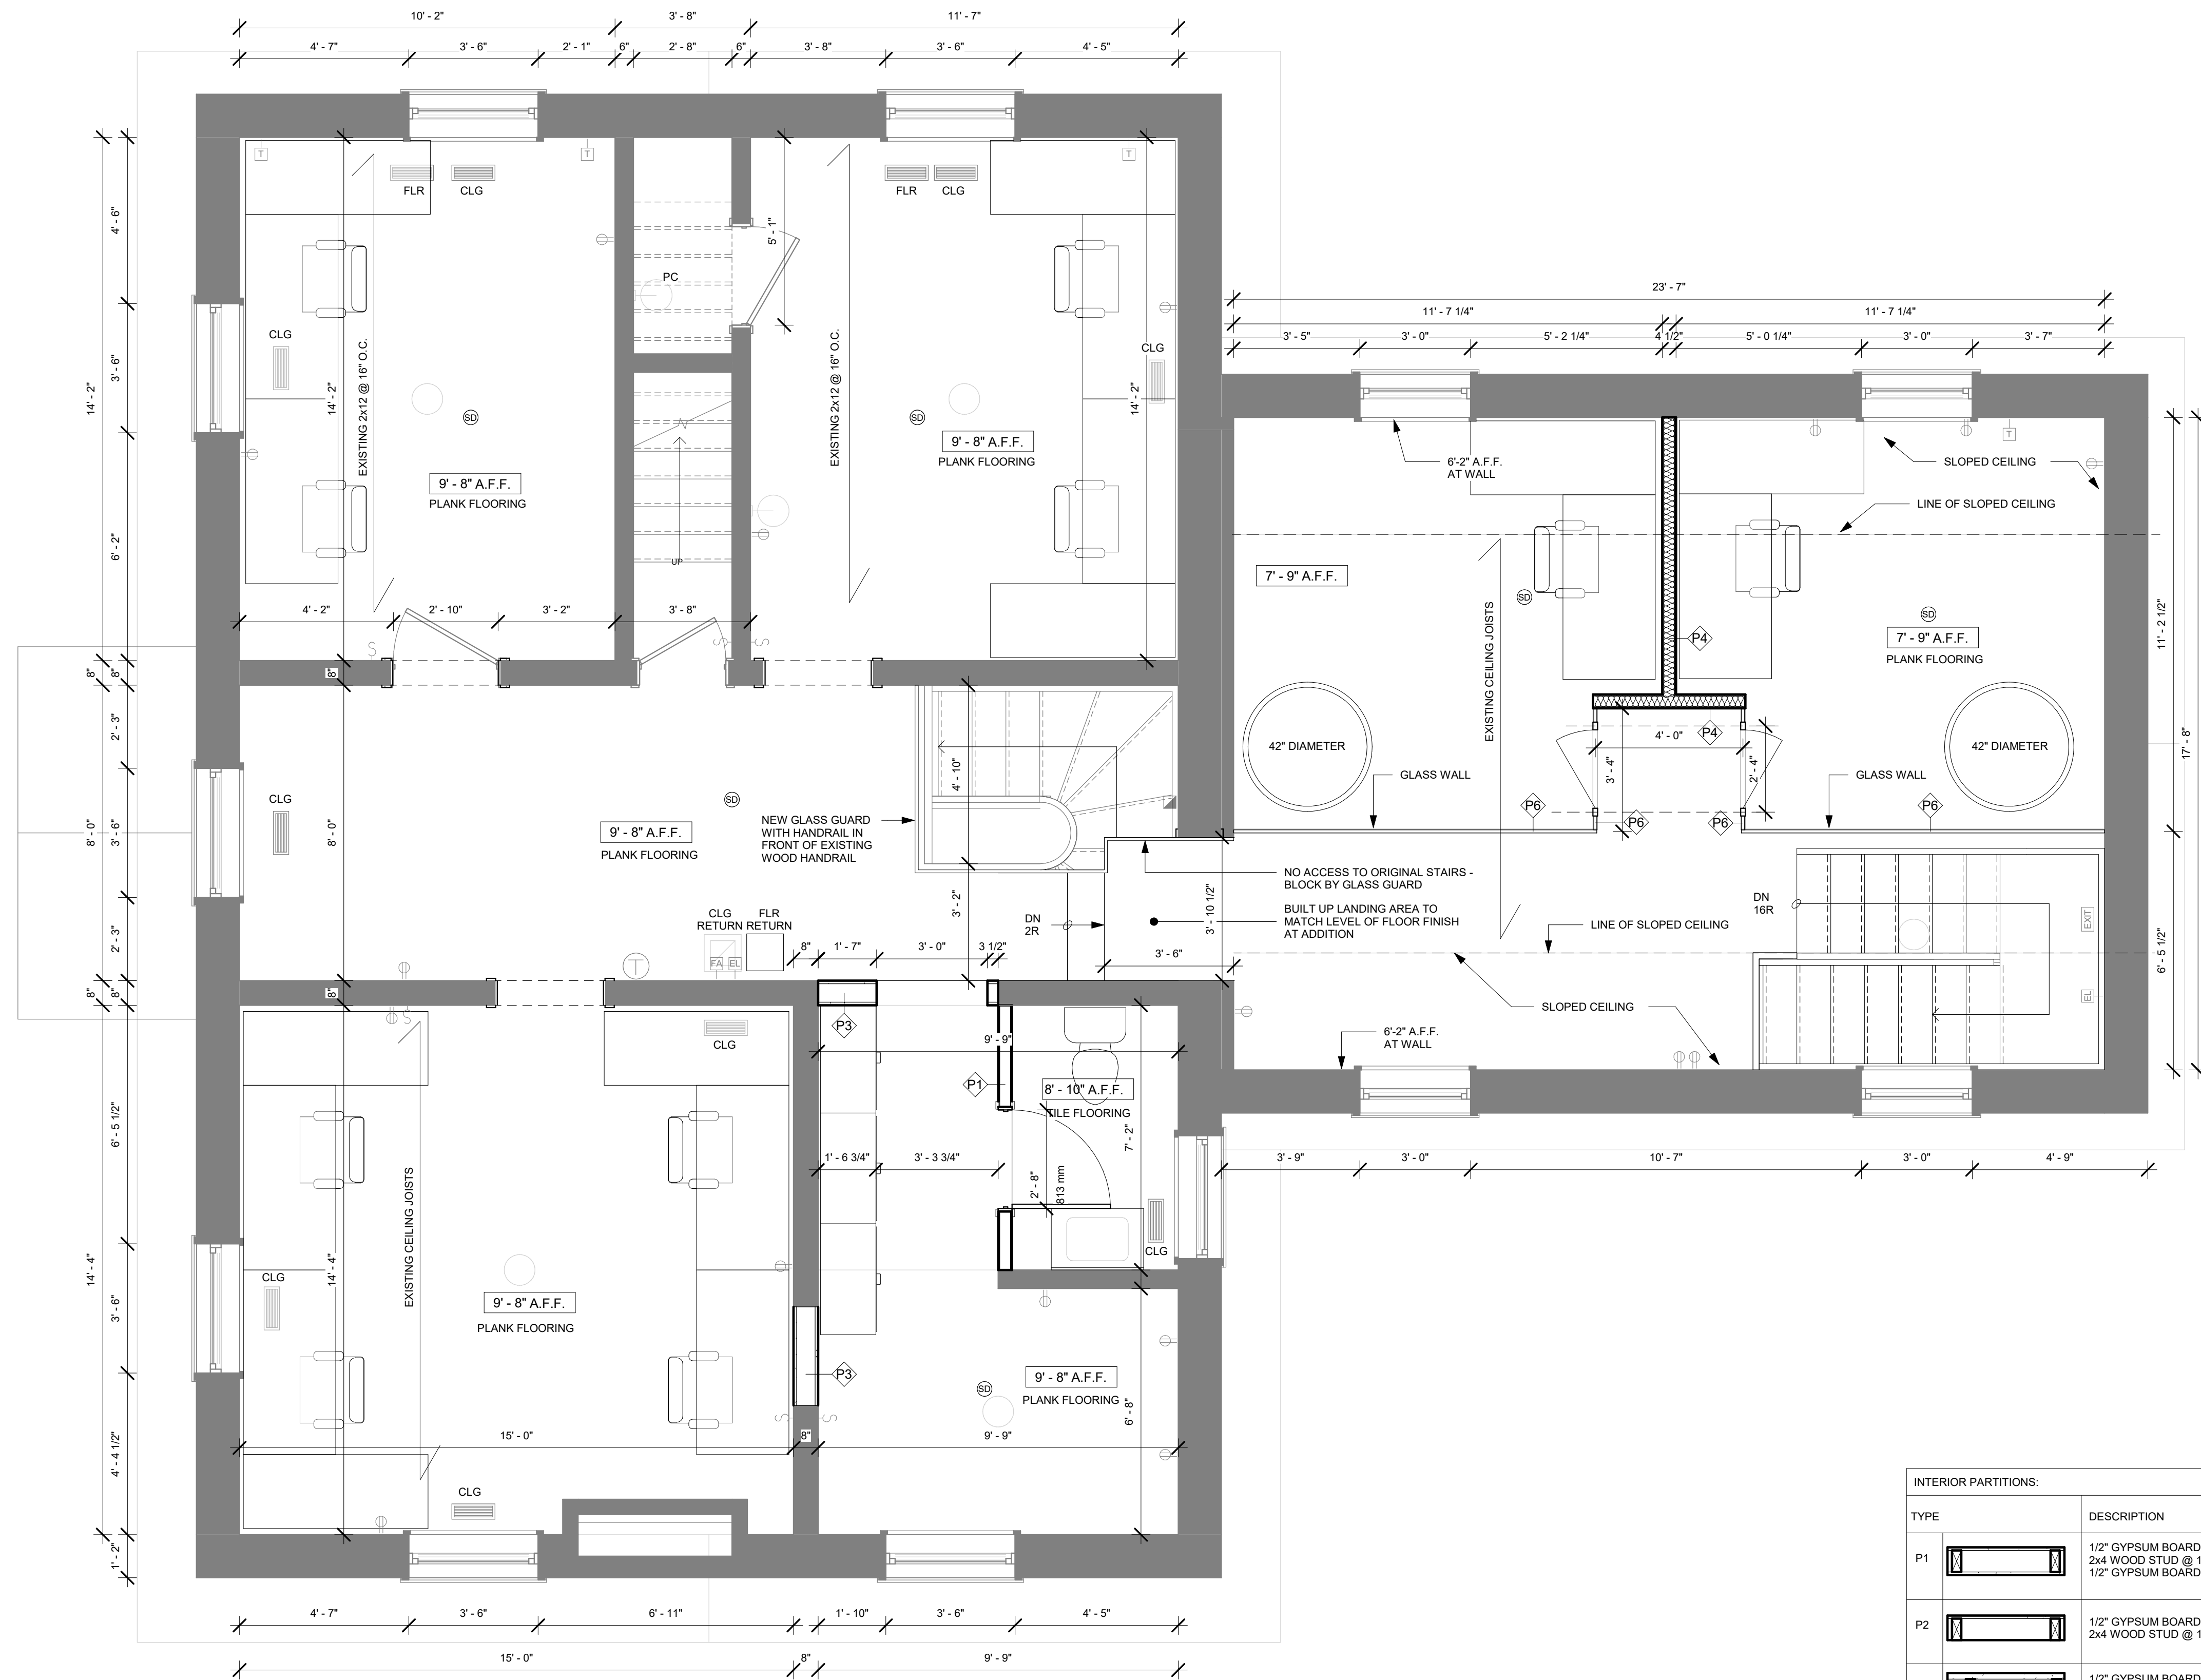 10' - 2"
3' - 8"
11' - 7"
4' - 7"
3' - 6"
2' - 1"
6"
2' - 8"
6"
3' - 8"
3' - 6"
4' - 5"
T
T
T
FLR
CLG
FLR
CLG
4' - 6"
5' - 1"
PC
23' - 7"
11' - 7 1/4"
11' - 7 1/4"
3' - 5"
3' - 0"
5' - 2 1/4"
4 1/2"
5' - 0 1/4"
3' - 0"
3' - 7"
CLG
CLG
14' - 2"
3' - 6"
14' - 2"
EXISTING 2x12 @ 16" O.C.
EXISTING 2x12 @ 16" O.C.
14' - 2"
SD
SD
9' - 8" A.F.F.
PLANK FLOORING
9' - 8" A.F.F.
PLANK FLOORING
T
6'-2" A.F.F.
AT WALL
SLOPED CEILING
LINE OF SLOPED CEILING
6' - 2"
UP
7' - 9" A.F.F.
SD
SD
7' - 9" A.F.F.
PLANK FLOORING
P4
EXISTING CEILING JOISTS
11' - 2 1/2"
4' - 2"
2' - 10"
3' - 2"
3' - 8"
8"
8"
8"
2' - 3"
42" DIAMETER
42" DIAMETER
4' - 0"
P4
3' - 4"
2' - 4"
17' - 8"
GLASS WALL
GLASS WALL
P6
P6
P6
P6
4' - 10"
CLG
SD
8' - 0"
3' - 6"
8' - 0"
9' - 8" A.F.F.
PLANK FLOORING
NEW GLASS GUARD
WITH HANDRAIL IN
FRONT OF EXISTING
WOOD HANDRAIL
NO ACCESS TO ORIGINAL STAIRS -
BLOCK BY GLASS GUARD
BUILT UP LANDING AREA TO
MATCH LEVEL OF FLOOR FINISH
AT ADDITION
3' - 2"
DN
2R
3' - 10 1/2"
DN
16R
LINE OF SLOPED CEILING
EXIT
CLG
RETURN
FLR
RETURN
FA
EL
T
2' - 3"
8"
1' - 7"
3' - 0"
3 1/2"
3' - 6"
6' - 5 1/2"
8"
8"
8"
SLOPED CEILING
EL
6'-2" A.F.F.
AT WALL
P3
9' - 9"
CLG
P1
8' - 10" A.F.F.
TILE FLOORING
6' - 5 1/2"
7' - 2"
1' - 6 3/4"
3' - 3 3/4"
2' - 8"
813 mm
3' - 9"
3' - 0"
10' - 7"
3' - 0"
4' - 9"
EXISTING CEILING JOISTS
CLG
14' - 4"
14' - 4"
CLG
3' - 6"
9' - 8" A.F.F.
PLANK FLOORING
P3
SD
9' - 8" A.F.F.
PLANK FLOORING
6' - 8"
15' - 0"
8"
9' - 9"
4' - 4 1/2"
CLG
1' - 2"
4' - 7"
3' - 6"
6' - 11"
1' - 10"
3' - 6"
4' - 5"
15' - 0"
8"
9' - 9"
INTERIOR PARTITIONS:
TYPE
DESCRIPTION
P1
1/2" GYPSUM BOARD
2x4 WOOD STUD @ 1
1/2" GYPSUM BOARD
P2
1/2" GYPSUM BOARD
2x4 WOOD STUD @ 1
1/2" GYPSUM BOARD